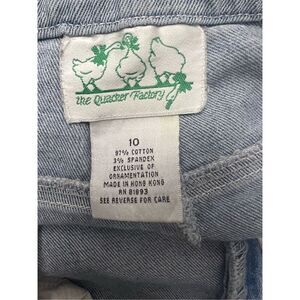 the Quacker Factory
10
97% COTTON
3% SPANDEX
EXCLUSIVE OF
ORNAMENTATION
MADE IN HONG KONG
RN 81893
SEE REVERSE FOR CARE